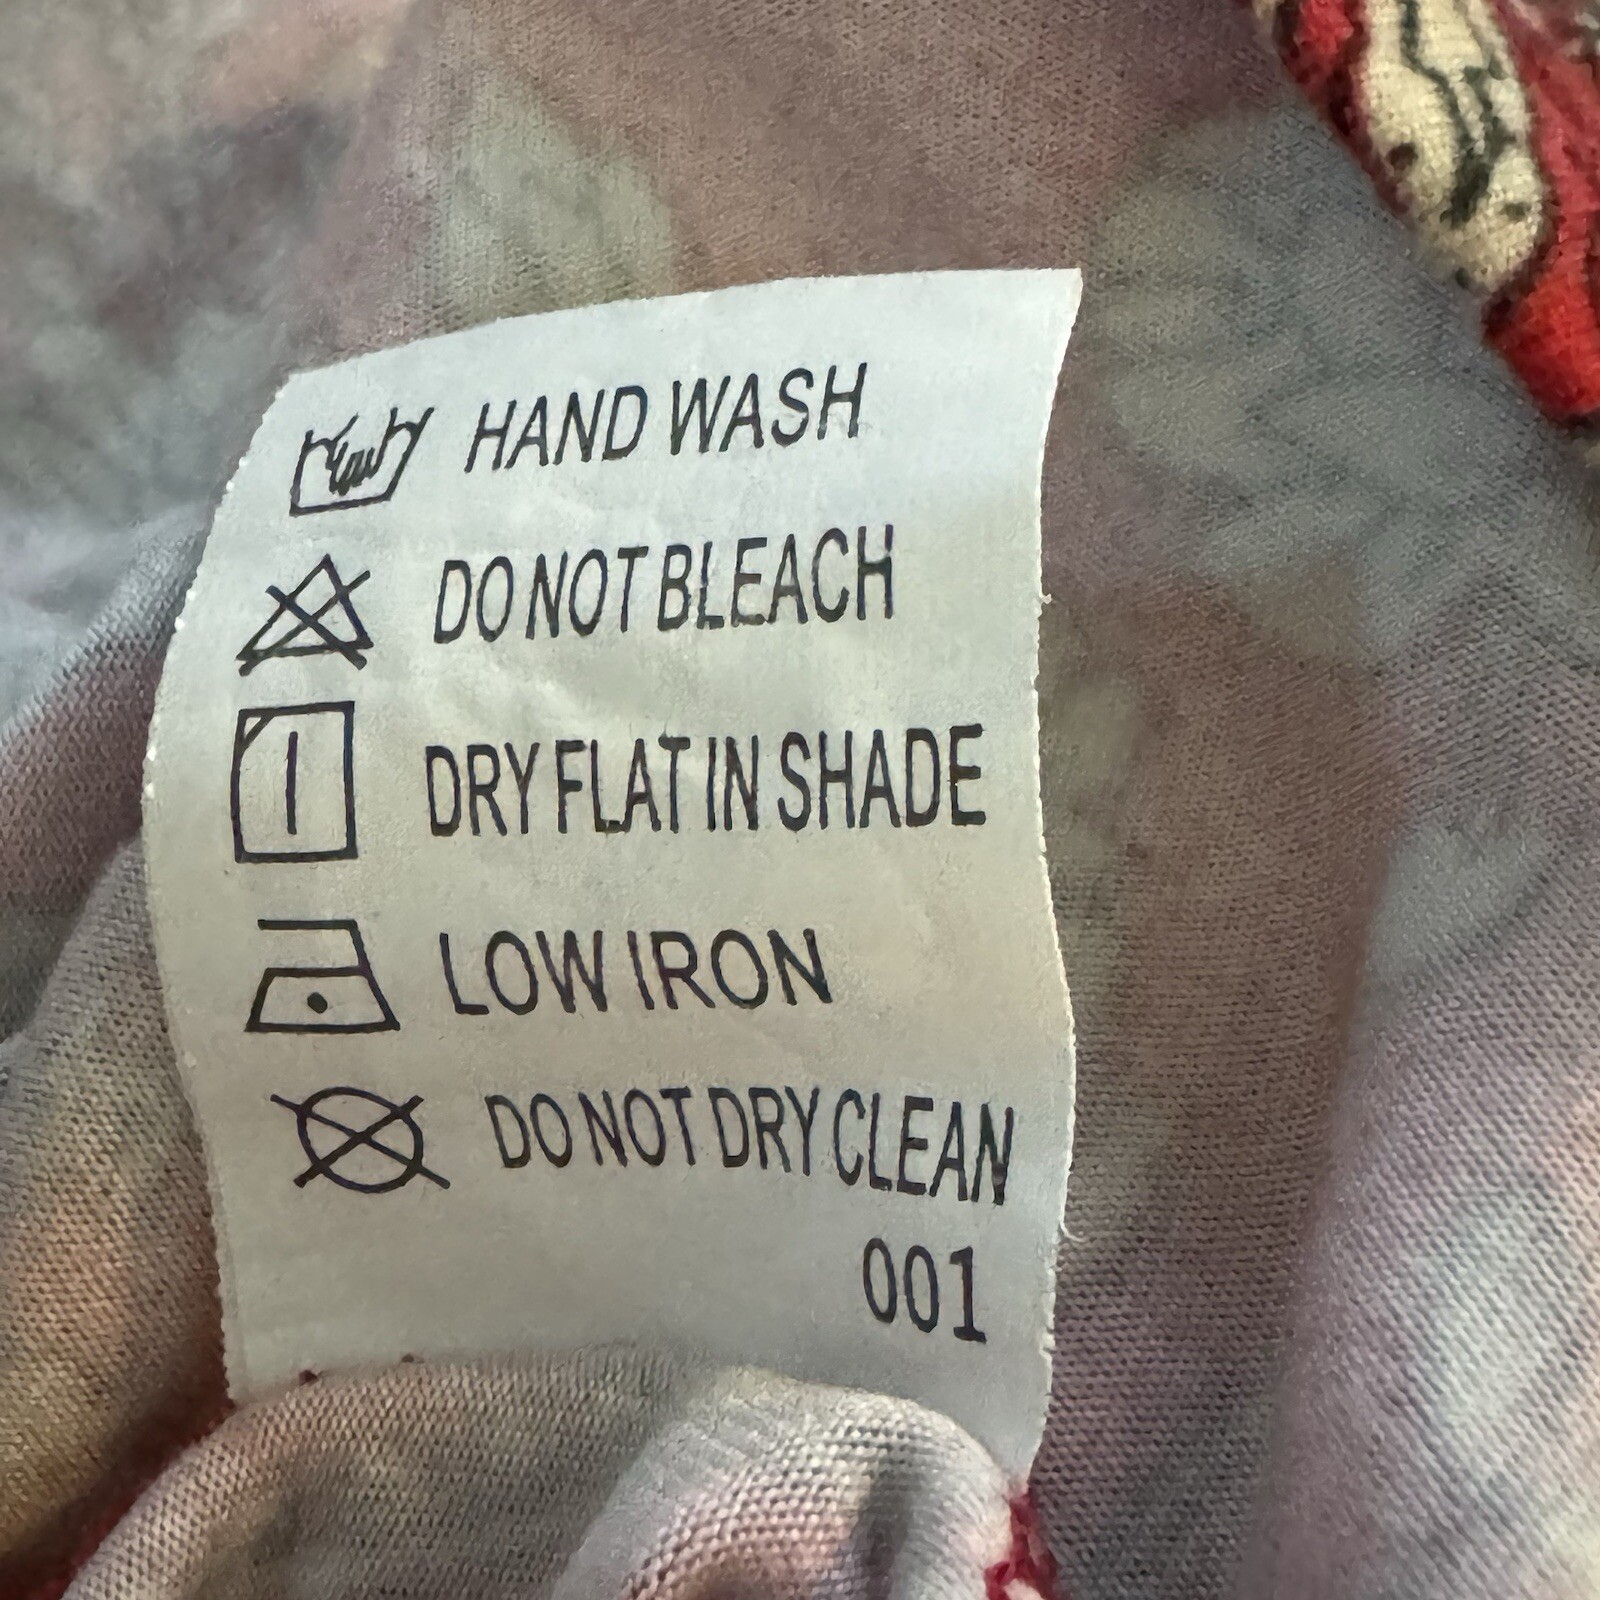 HAND WASH
DO NOT BLEACH
DRY FLAT IN SHADE
LOW IRON
DO NOT DRY CLEAN
001